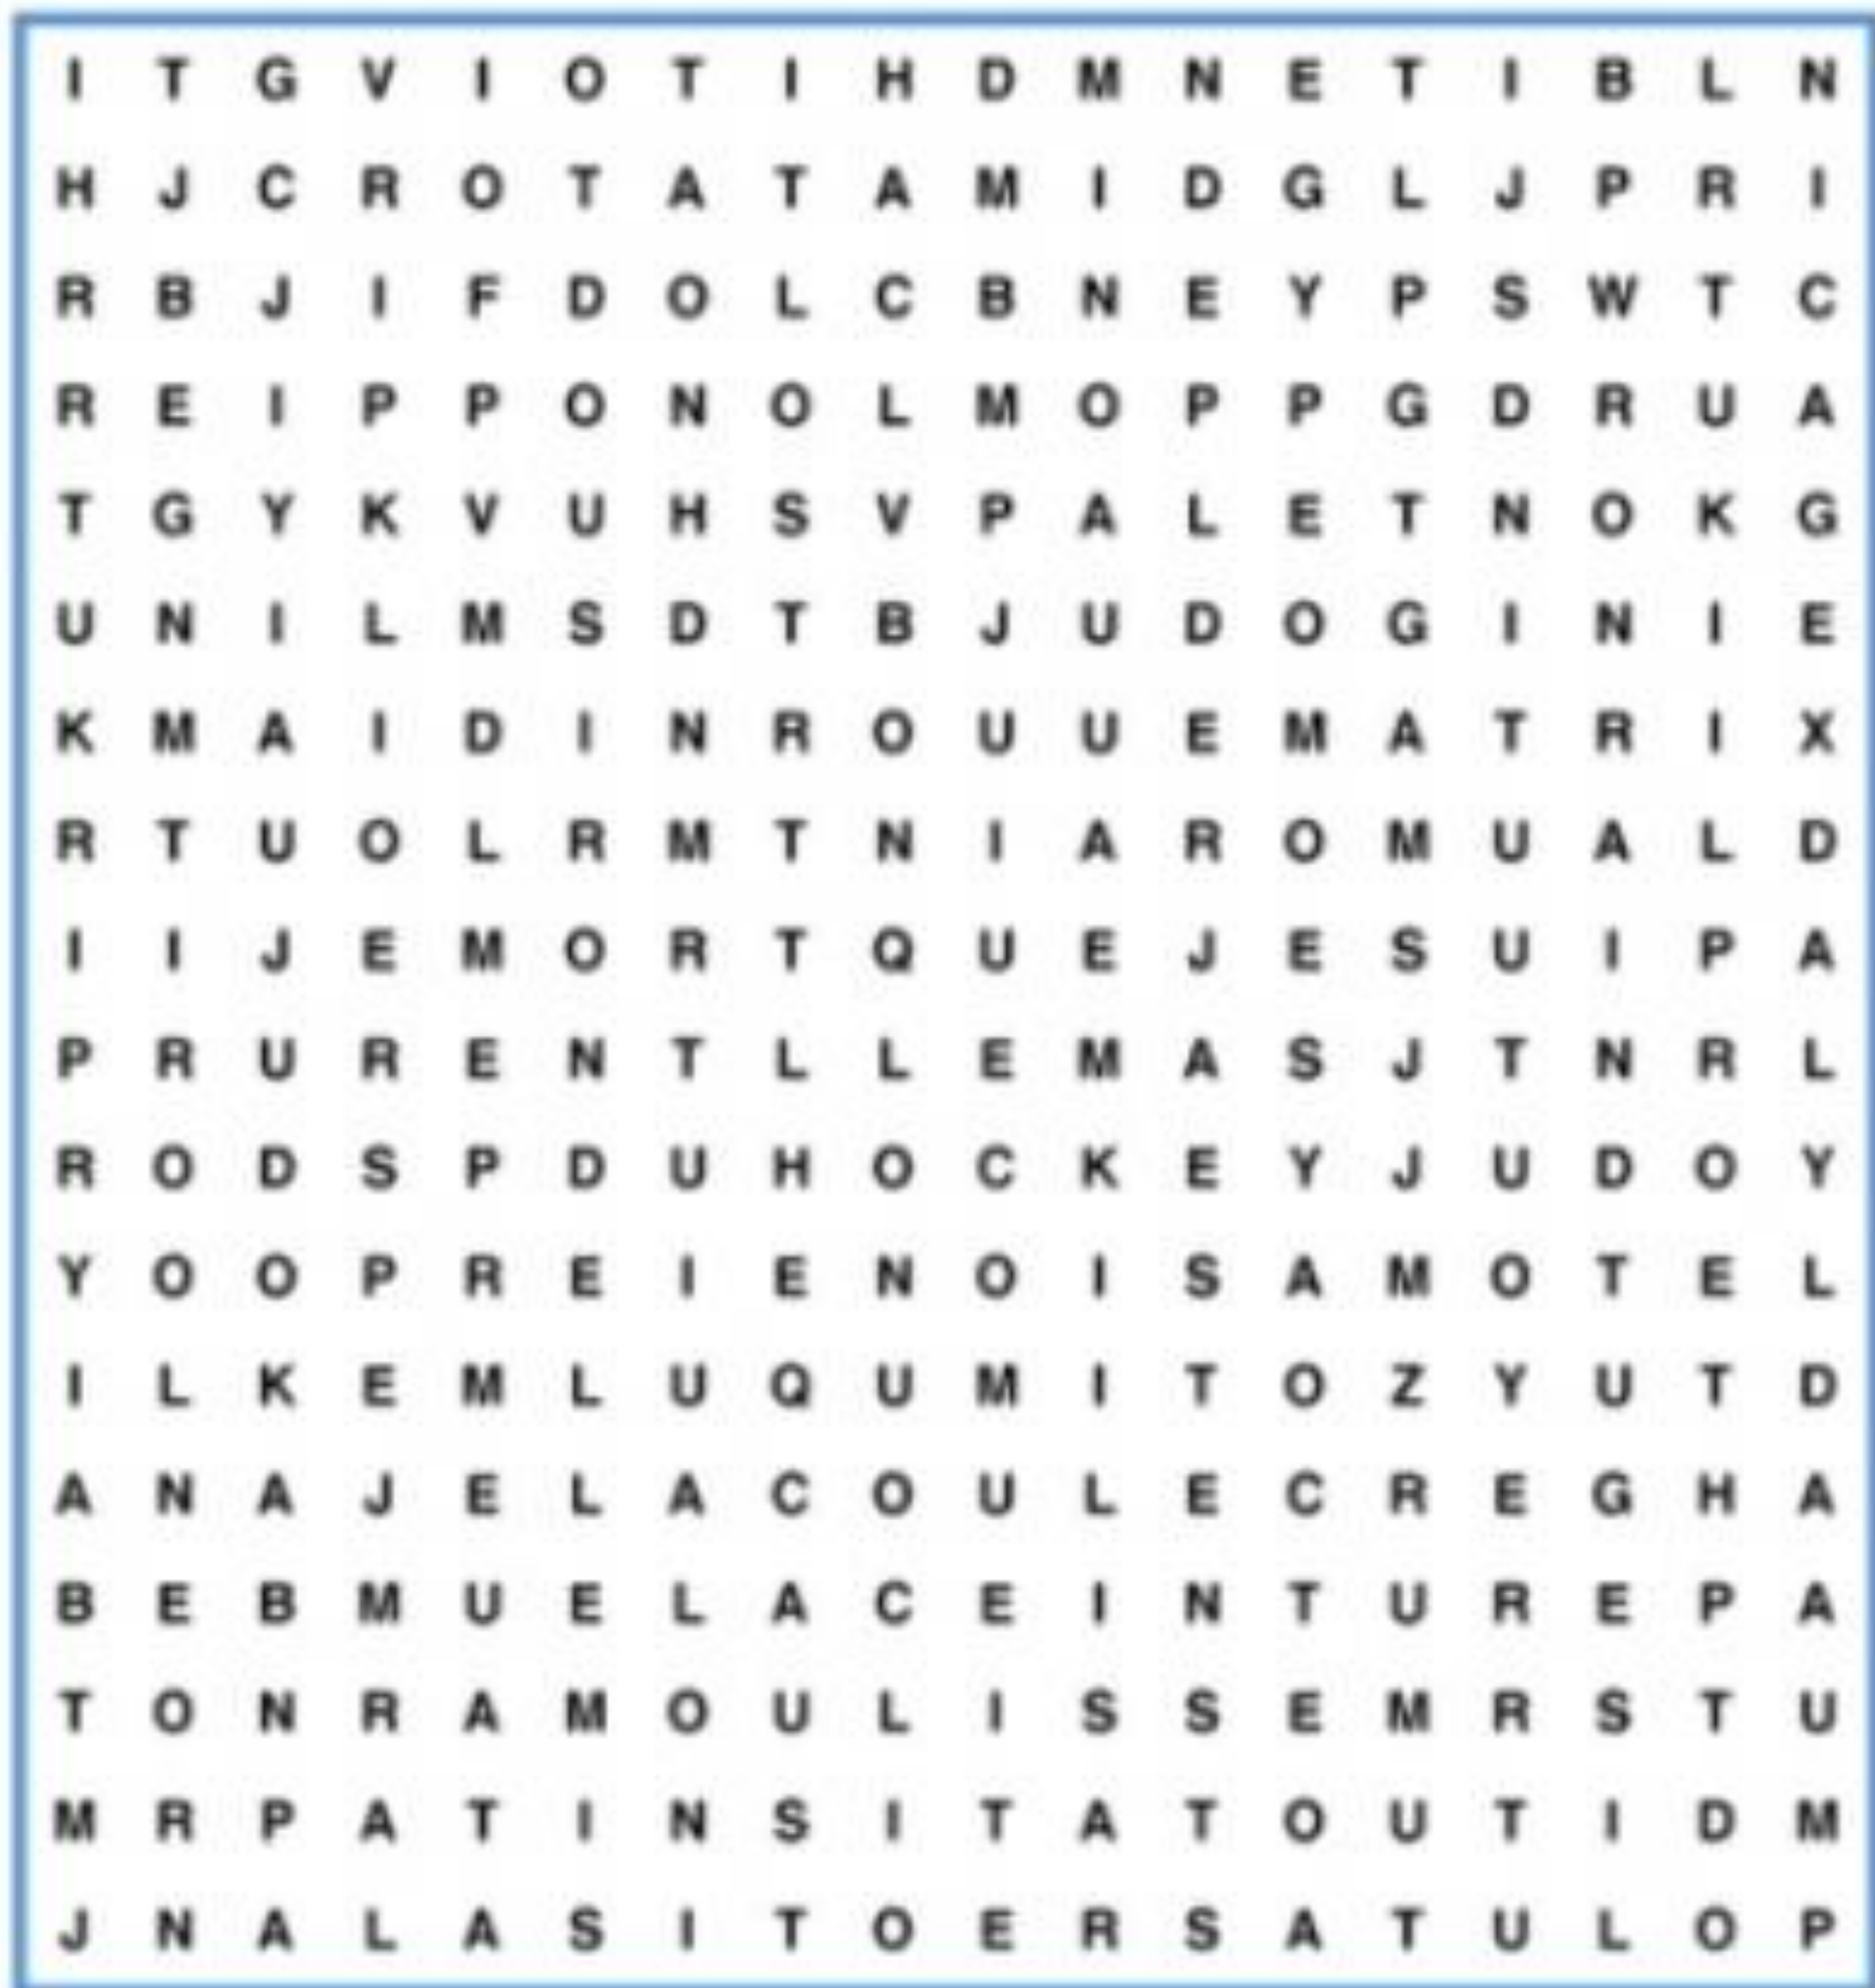 I T G V I O T I H D M N E T I B L N
H J C R O T A T A M I D G L J P R I
R B J I F D O L C B N E Y P S W T C
R E I P P O N O L M O P P G D R U A
T G Y K V U H S V P A L E T N O K G
U N I L M S D T B J U D O G I N I E
K M A I D I N R O U U E M A T R I X
R T U O L R M T N I A R O M U A L D
I I J E M O R T Q U E J E S U I P A
P R U R E N T L L E M A S J T N R L
R O D S P D U H O C K E Y J U D O Y
Y O O P R E I E N O I S A M O T E L
I L K E M L U Q U M I T O Z Y U T D
A N A J E L A C O U L E C R E G H A
B E B M U E L A C E I N T U R E P A
T O N R A M O U L I S S E M R S T U
M R P A T I N S I T A T O U T I D M
J N A L A S I T O E R S A T U L O P